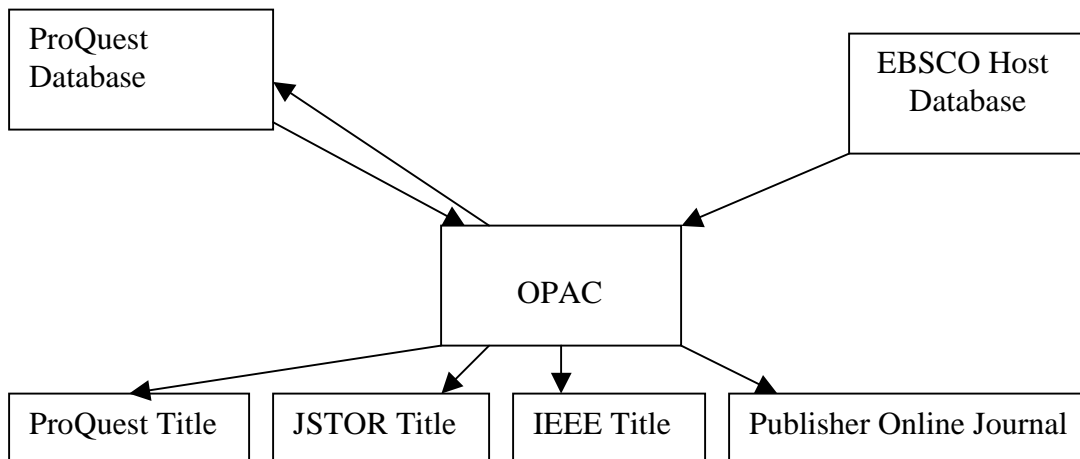 ProQuest
Database
EBSCO Host
Database
OPAC
ProQuest Title
JSTOR Title
IEEE Title
Publisher Online Journal